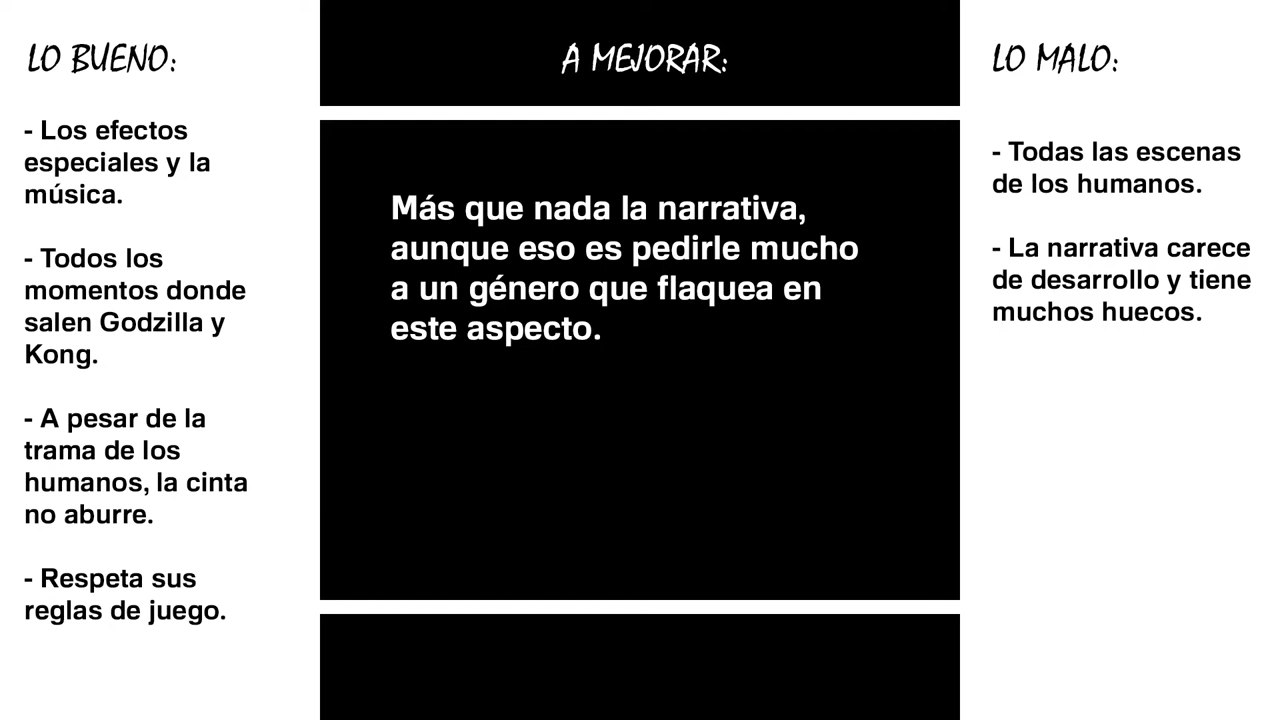 LO BUENO:
- Los efectos
especiales y la
música.
- Todos los
momentos donde
salen Godzilla y
Kong.
- A pesar de la
trama de los
humanos, la cinta
no aburre.
- Respeta sus
reglas de juego.
A MEJORAR:
Más que nada la narrativa,
aunque eso es pedirle mucho
a un género que flaquea en
este aspecto.
LO MALO:
- Todas las escenas
de los humanos.
- La narrativa carece
de desarrollo y tiene
muchos huecos.